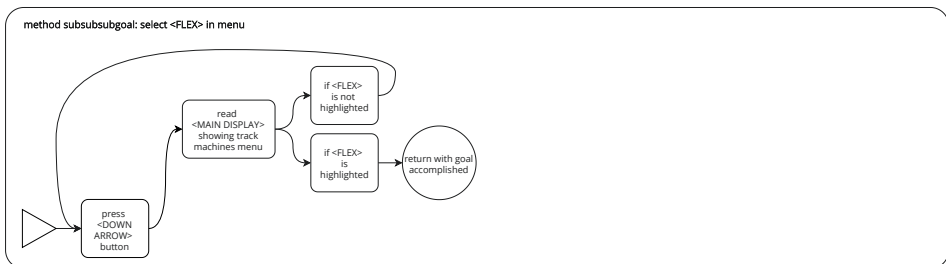 method subsubsubgoal: select <FLEX> in menu
if <FLEX>
is not
highlighted
read
<MAIN DISPLAY>
showing track
machines menu
if <FLEX>
is
highlighted
return with goal
accomplished
press
<DOWN
ARROW>
button